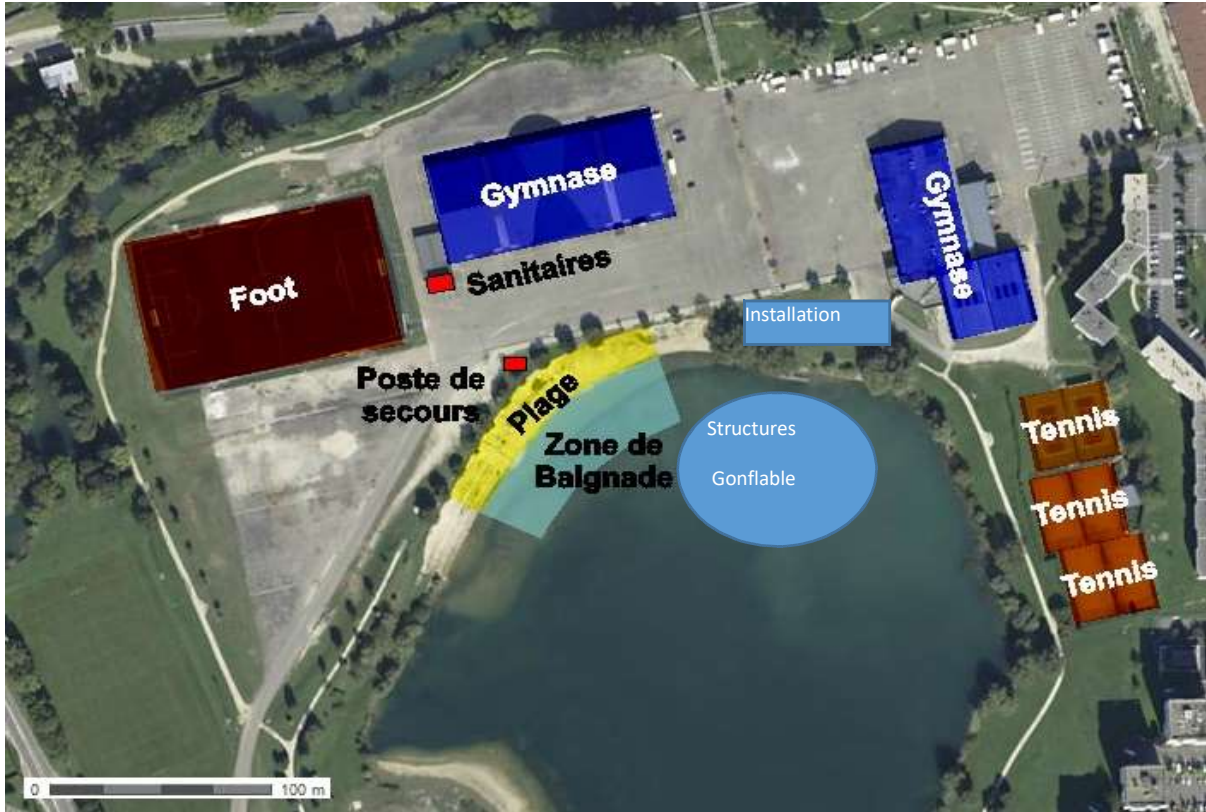 Gymnase
Gymnase
Foot
Sanitaires
Installation
Poste de
secours
Plage
Zone de
Baignade
Structures
Gonflable
Tennis
Tennis
Tennis
0 100 m